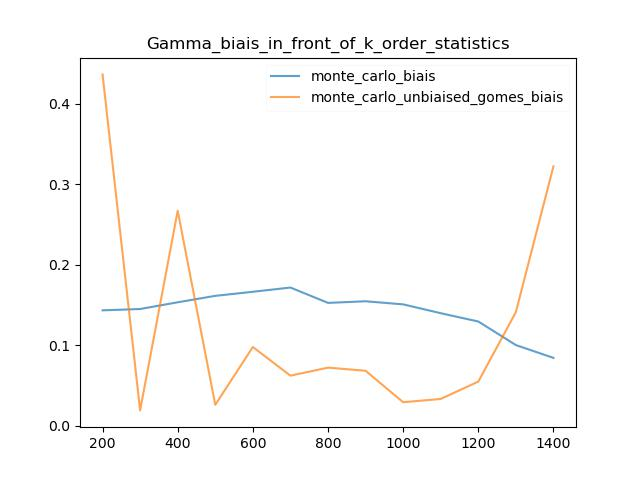 Gamma_biais_in_front_of_k_order_statistics
monte_carlo_biais
monte_carlo_unbiaised_gomes_biais
0.4
0.3
0.2
0.1
0.0
200 400 600 800 1000 1200 1400